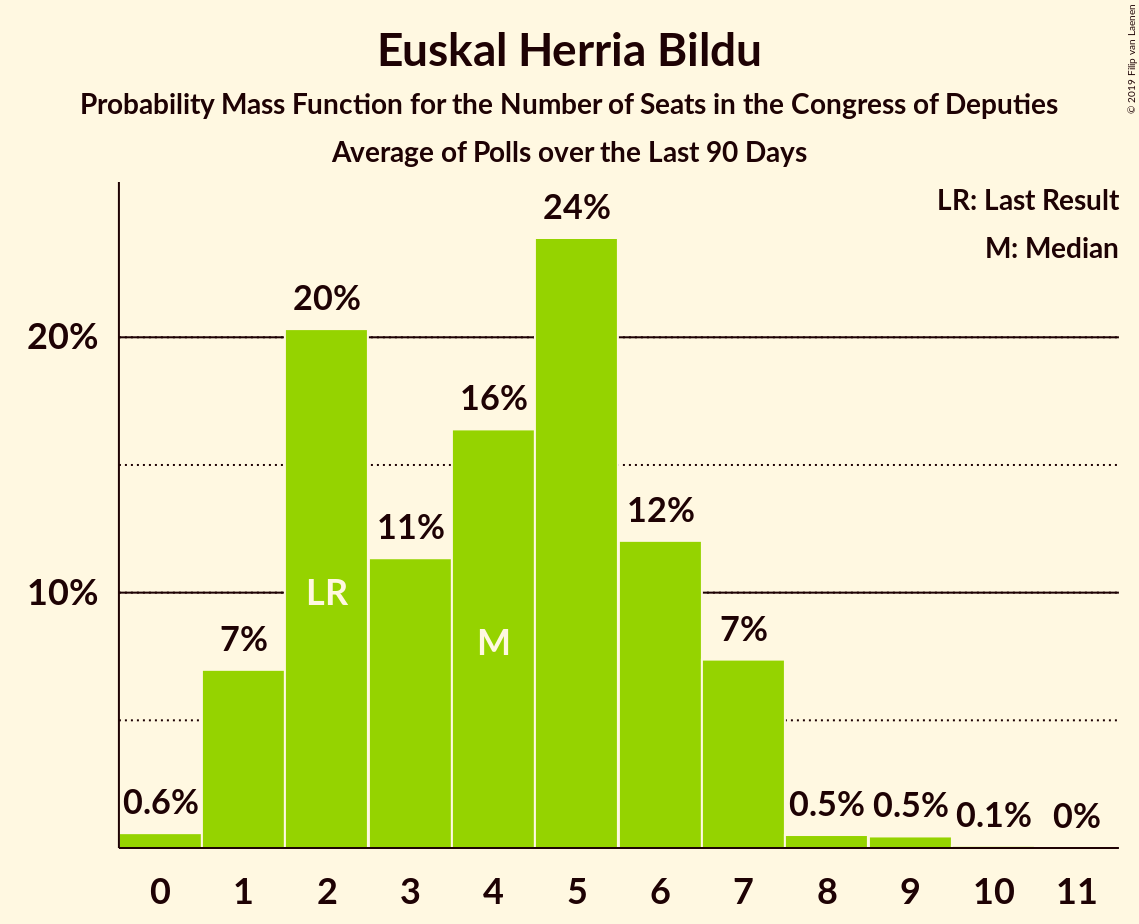 Euskal Herria Bildu
Probability Mass Function for the Number of Seats in the Congress of Deputies
Average of Polls over the Last 90 Days
© 2019 Filip van Laenen
LR: Last Result
M: Median
24%
20%
20%
16%
12%
11%
10%
LR
7%
M
7%
0.6%
0.5%
0.5%
0.1%
0%
0 1 2 3 4 5 6 7 8 9 10 11